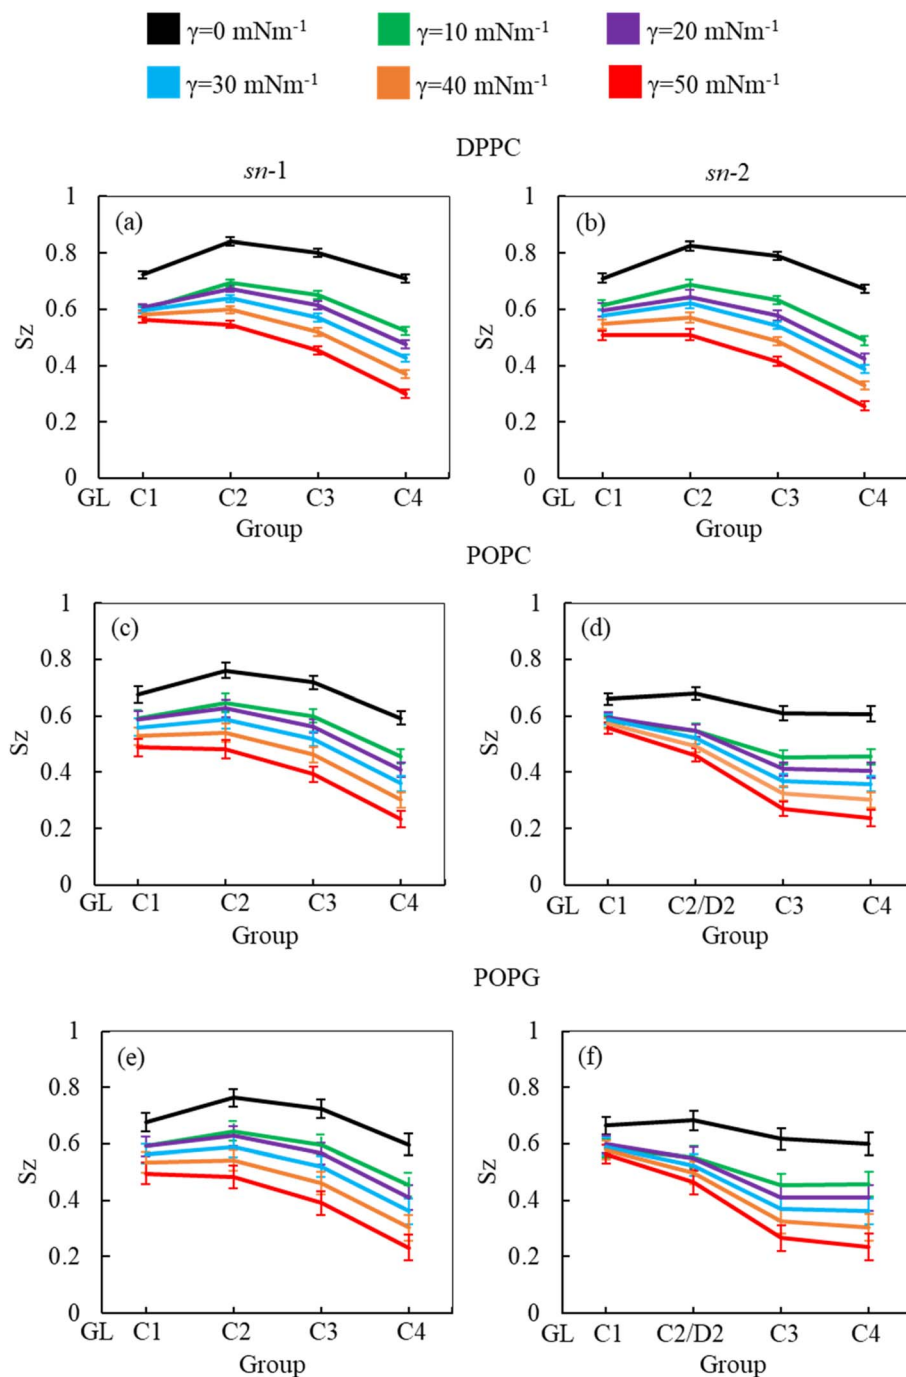 γ=0 mNm⁻¹ γ=10 mNm⁻¹ γ=20 mNm⁻¹
γ=30 mNm⁻¹ γ=40 mNm⁻¹ γ=50 mNm⁻¹
DPPC
sn-1 sn-2
(a)
1
0.8
0.6
0.4
0.2
0
Sz
GL C1 C2 C3 C4
Group
(b)
1
0.8
0.6
0.4
0.2
0
Sz
GL C1 C2 C3 C4
Group
POPC
(c)
1
0.8
0.6
0.4
0.2
0
Sz
GL C1 C2 C3 C4
Group
(d)
1
0.8
0.6
0.4
0.2
0
Sz
GL C1 C2/D2 C3 C4
Group
POPG
(e)
1
0.8
0.6
0.4
0.2
0
Sz
GL C1 C2 C3 C4
Group
(f)
1
0.8
0.6
0.4
0.2
0
Sz
GL C1 C2/D2 C3 C4
Group